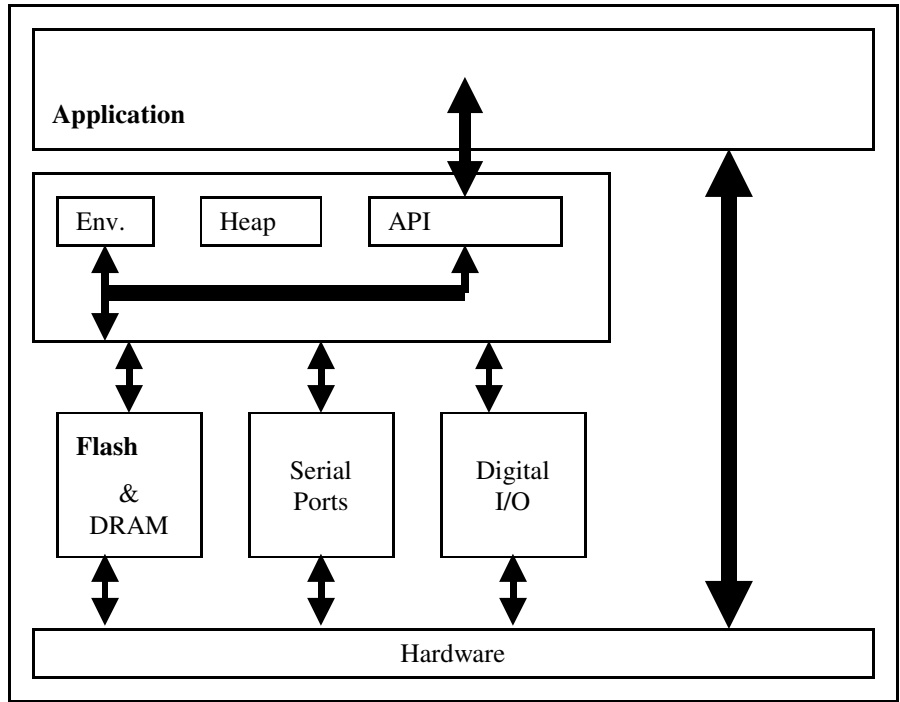 Application
Env.
Heap
API
Flash
&
DRAM
Serial
Ports
Digital
I/O
Hardware